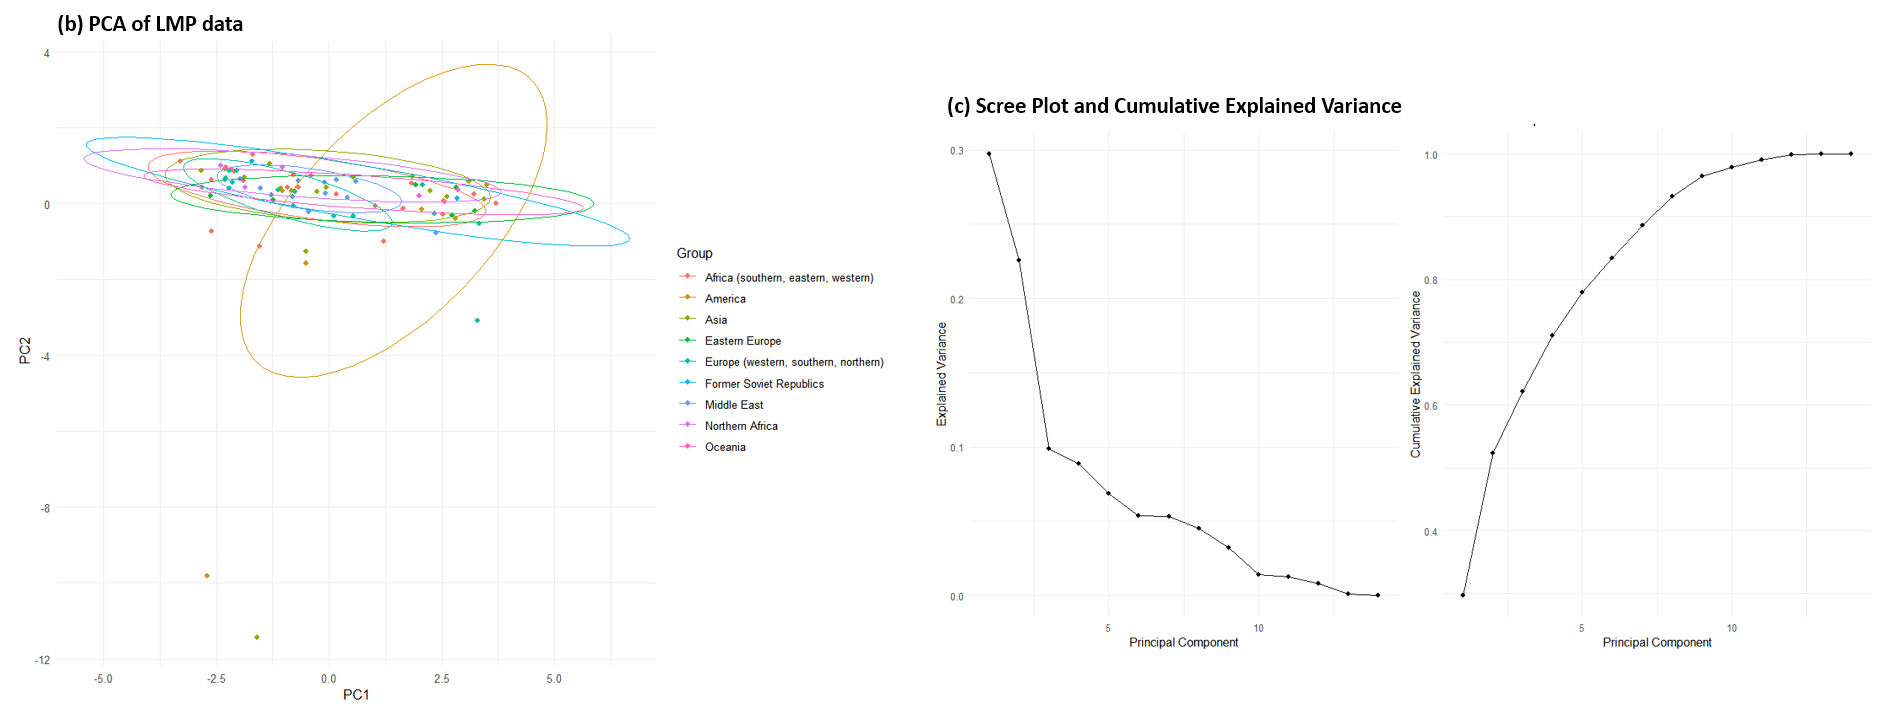 (b) PCA of LMP data
4
0
-4
-8
-12
PC2
-5.0
-2.5
0.0
2.5
5.0
PC1
Group
Africa (southern, eastern, western)
America
Asia
Eastern Europe
Europe (western, southern, northern)
Former Soviet Republics
Middle East
Northern Africa
Oceania
(c) Scree Plot and Cumulative Explained Variance
0.3
0.2
0.1
0.0
Explained Variance
5
10
Principal Component
1.0
0.8
0.6
0.4
Cumulative Explained Variance
5
10
Principal Component